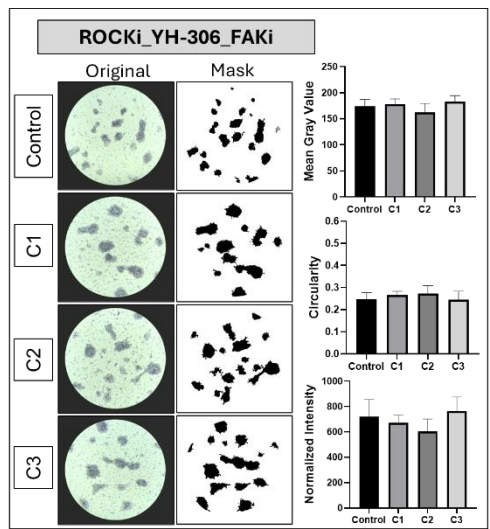 ROCKi_YH-306_FAKi
Original Mask
Control
C1
C2
C3
Mean Gray Value
250
200
150
100
50
0
Control C1 C2 C3
Circularity
0.6
0.5
0.4
0.3
0.2
0.1
0.0
Control C1 C2 C3
Normalized Intensity
1000
800
600
400
200
0
Control C1 C2 C3